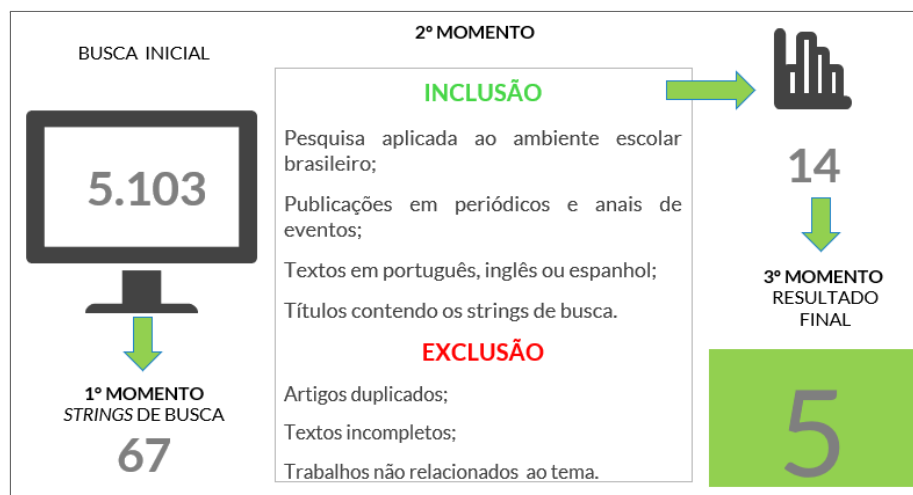 BUSCA INICIAL
5.103
1º MOMENTO
STRINGS DE BUSCA
67
2º MOMENTO
INCLUSÃO
Pesquisa aplicada ao ambiente escolar
brasileiro;
Publicações em periódicos e anais de
eventos;
Textos em português, inglês ou espanhol;
Títulos contendo os strings de busca.
EXCLUSÃO
Artigos duplicados;
Textos incompletos;
Trabalhos não relacionados ao tema.
14
3º MOMENTO
RESULTADO
FINAL
5